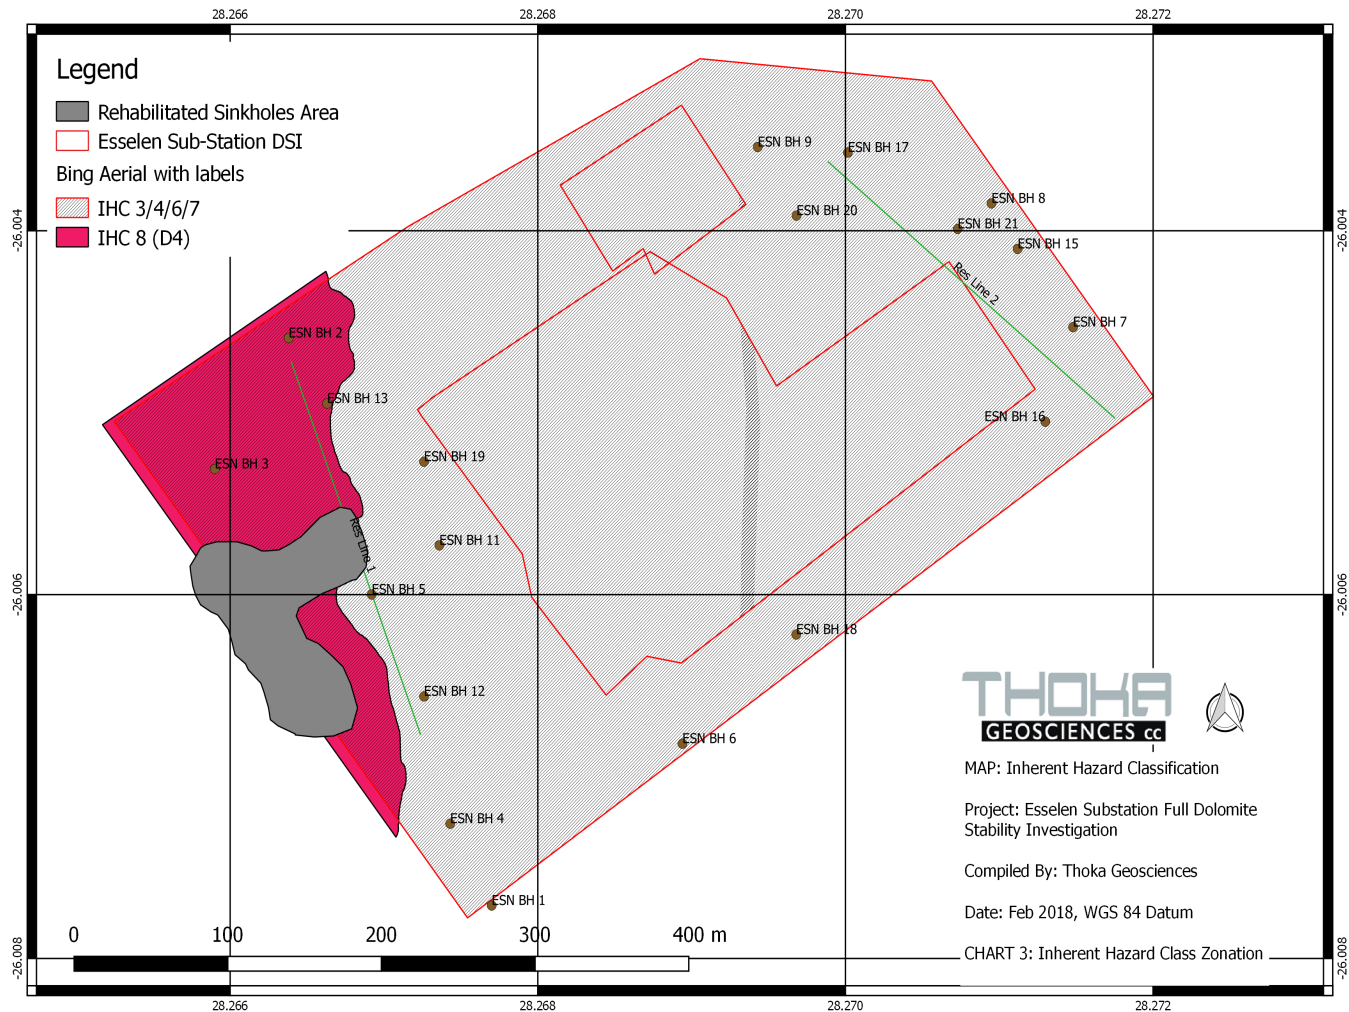 28.266
28.268
28.270
28.272
Legend
Rehabilitated Sinkholes Area
Esselen Sub-Station DSI
Bing Aerial with labels
IHC 3/4/6/7
IHC 8 (D4)
ESN BH 9
ESN BH 17
ESN BH 8
ESN BH 20
ESN BH 21
ESN BH 15
-26.004
-26.004
Res Line 2
ESN BH 7
ESN BH 2
ESN BH 13
ESN BH 16
ESN BH 19
ESN BH 3
Res Line 1
ESN BH 11
ESN BH 5
-26.006
-26.006
ESN BH 18
ESN BH 12
ESN BH 6
ESN BH 4
ESN BH 1
THOKA
GEOSCIENCES cc
MAP: Inherent Hazard Classification
Project: Esselen Substation Full Dolomite
Stability Investigation
Compiled By: Thoka Geosciences
Date: Feb 2018, WGS 84 Datum
CHART 3: Inherent Hazard Class Zonation
0 100 200 300 400 m
-26.008
-26.008
28.266
28.268
28.270
28.272